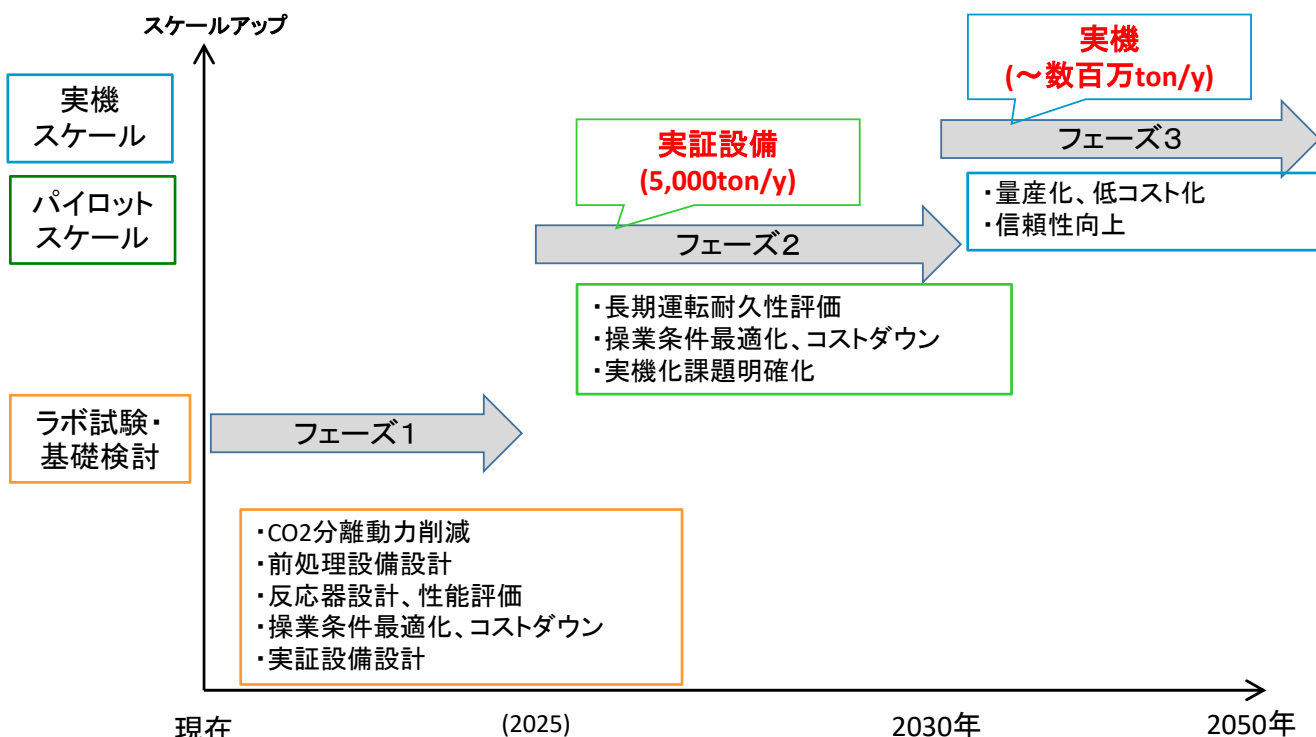 スケールアップ
実機
(～数百万ton/y)
実機
スケール
フェーズ３
実証設備
(5,000ton/y)
パイロット
スケール
・量産化、低コスト化
・信頼性向上
フェーズ２
・長期運転耐久性評価
・操業条件最適化、コストダウン
・実機化課題明確化
ラボ試験・
基礎検討
フェーズ１
・CO2分離動力削減
・前処理設備設計
・反応器設計、性能評価
・操業条件最適化、コストダウン
・実証設備設計
現在
(2025)
2030年
2050年